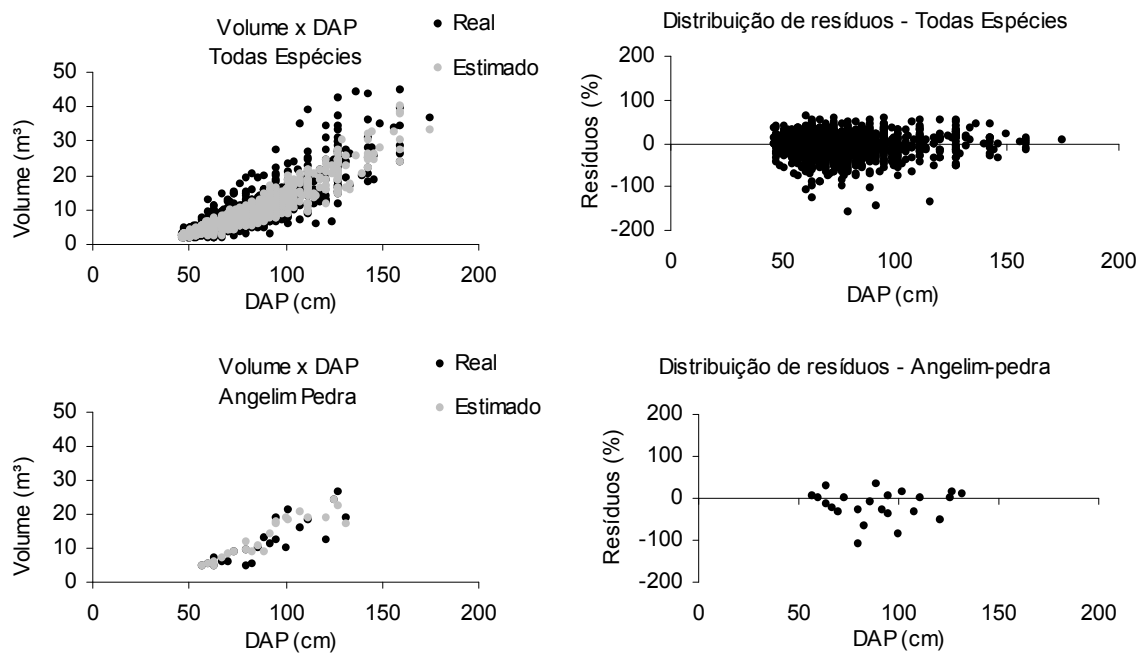 Volume x DAP
Todas Espécies
Real
Estimado
Volume (m³)
50
40
30
20
10
0
0 50 100 150 200
DAP (cm)
Distribuição de resíduos - Todas Espécies
Resíduos (%)
200
100
0
-100
-200
0 50 100 150 200
DAP (cm)
Volume x DAP
Angelim Pedra
Real
Estimado
Volume (m³)
50
40
30
20
10
0
0 50 100 150 200
DAP (cm)
Distribuição de resíduos - Angelim-pedra
Resíduos (%)
200
100
0
-100
-200
0 50 100 150 200
DAP (cm)